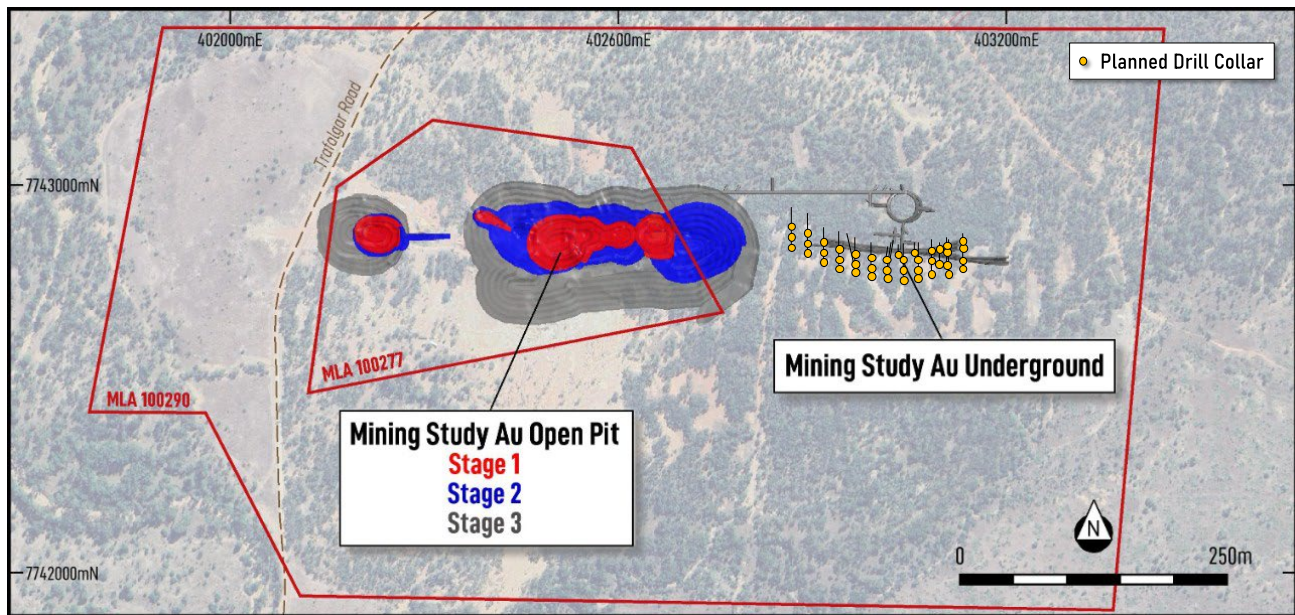 402000mE
402600mE
403200mE
Planned Drill Collar
Trafalgar Road
7743000mN
MLA 100277
MLA 100290
Mining Study Au Underground
Mining Study Au Open Pit
Stage 1
Stage 2
Stage 3
N
0
250m
7742000mN